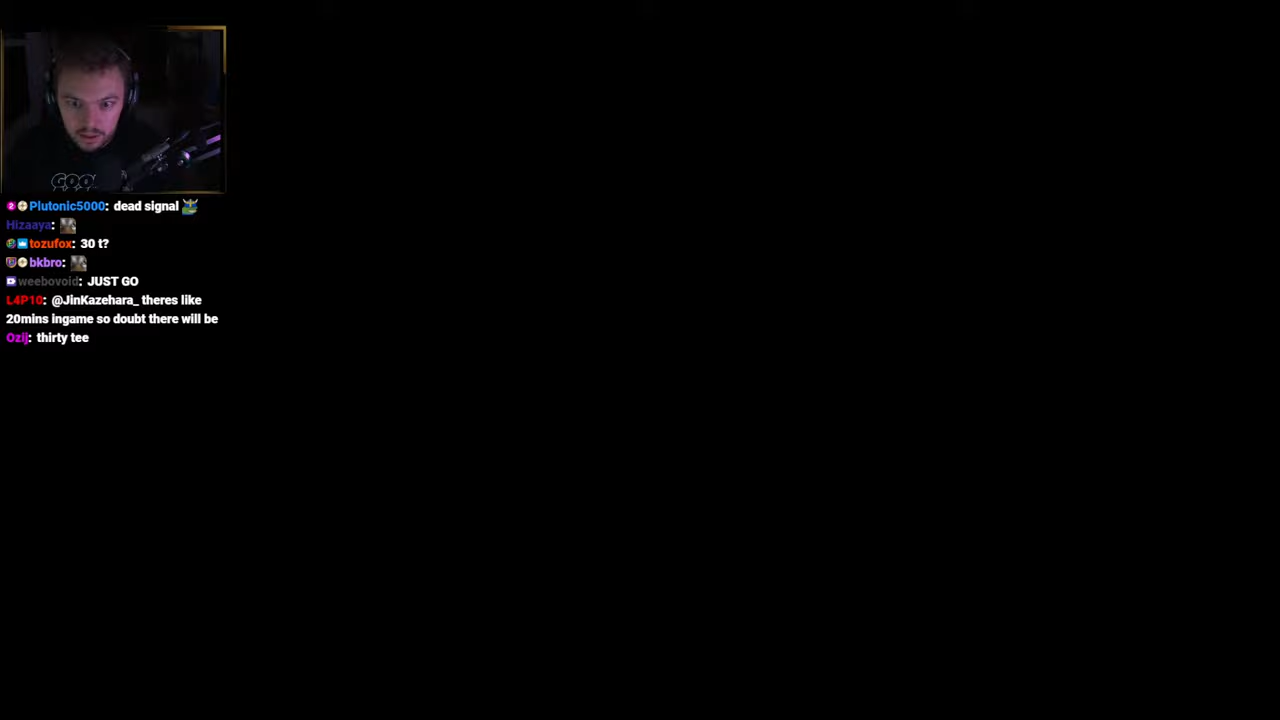 GOO
Plutonic5000: dead signal
Hizaaya:
tozufox: 30 t?
bkbro:
weebovoid: JUST GO
L4P10: @JinKazehara_ theres like
20mins ingame so doubt there will be
Ozij: thirty tee